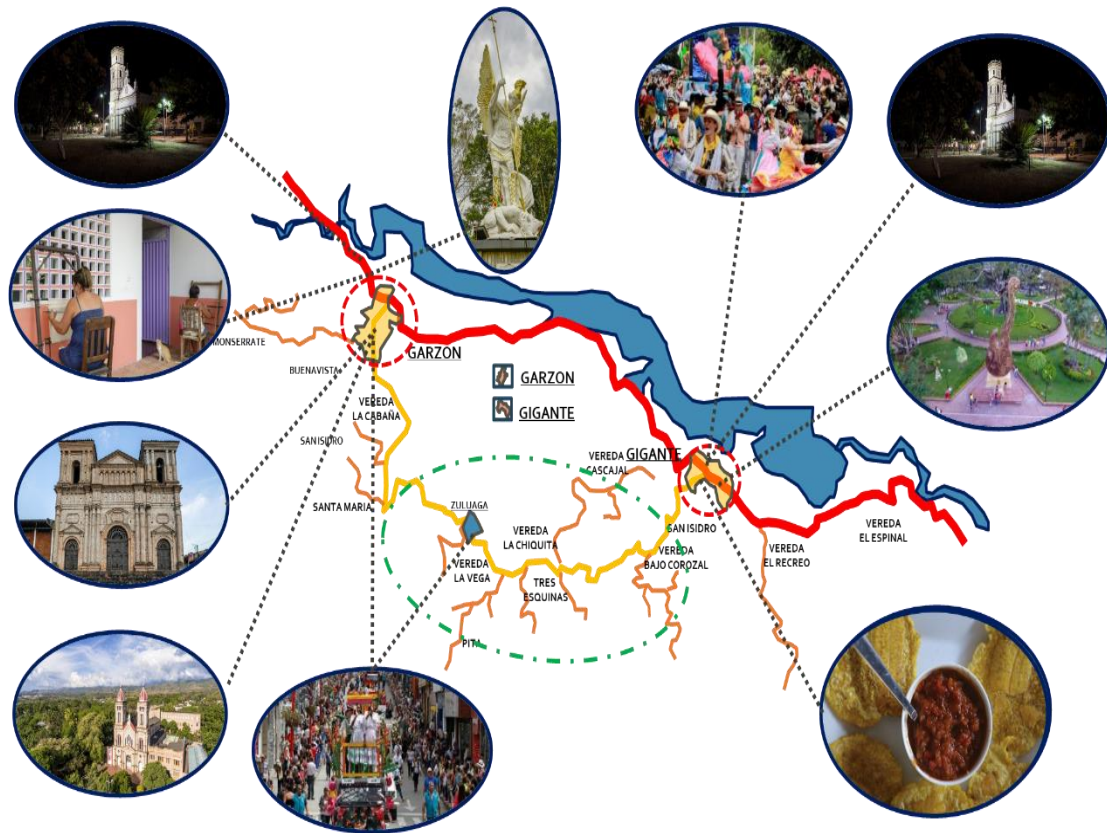 MONSERRATE
GARZON
BUENAVISTA
GARZON
GIGANTE
VEREDA
LA CABAÑA
SAN ISIDRO
VEREDA
CASCAJAL
GIGANTE
SANTA MARIA
ZULUAGA
VEREDA
LA CHIQUITA
SAN ISIDRO
VEREDA
EL ESPINAL
VEREDA
LA VEGA
TRES
ESQUINAS
VEREDA
BAJO COROZAL
VEREDA
EL RECREO
PITA